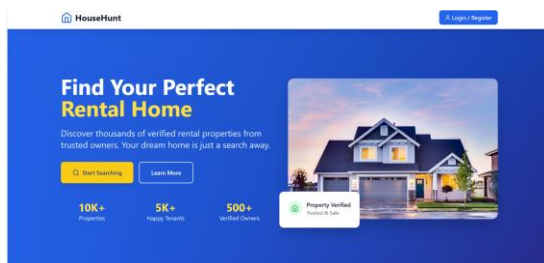 HouseHunt
Login / Register
Find Your Perfect
Rental Home
Discover thousands of verified rental properties from
trusted owners. Your dream home is just a search away.
Start Searching
Learn More
10K+
Properties
5K+
Happy Tenants
500+
Verified Owners
Property Verified
Trusted & Safe